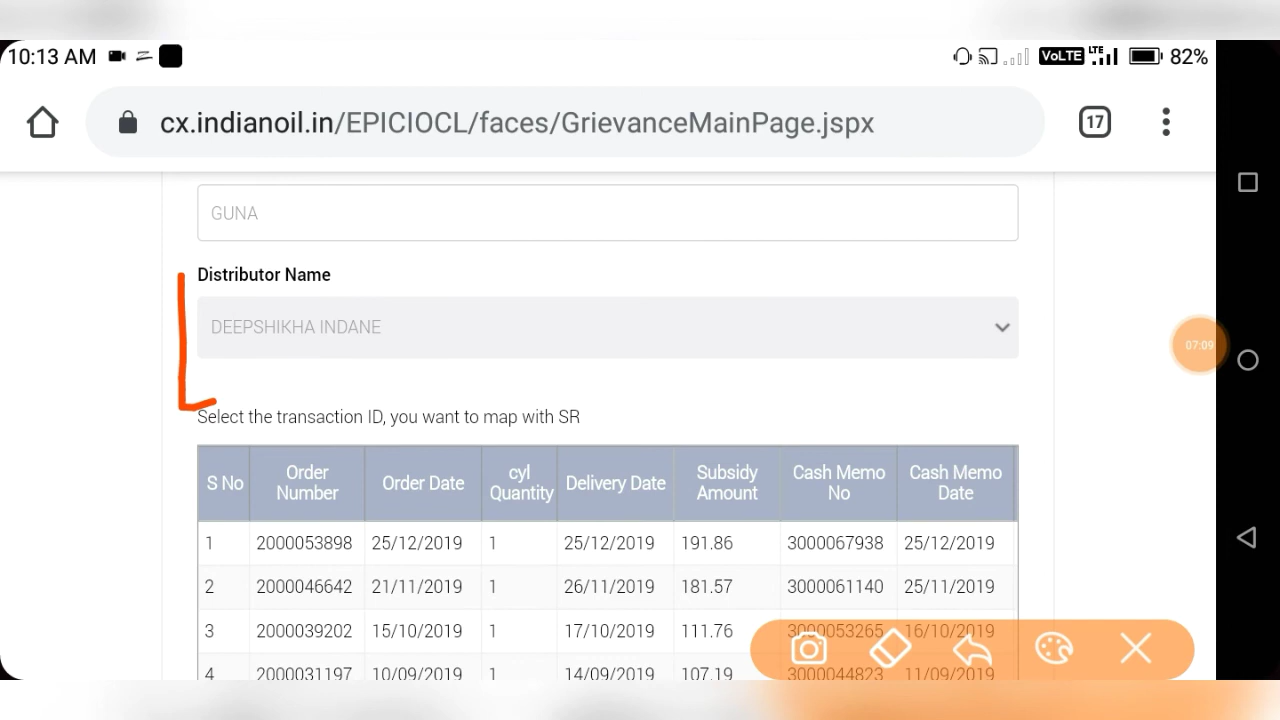 10:13 AM VoLTE LTE 82%
cx.indianoil.in/EPICIOCL/faces/GrievanceMainPage.jspx 17
GUNA
Distributor Name
DEEPSHIKHA INDANE
07:09
Select the transaction ID, you want to map with SR
S No Order Number Order Date cyl Quantity Delivery Date Subsidy Amount Cash Memo No Cash Memo Date
1 2000053898 25/12/2019 1 25/12/2019 191.86 3000067938 25/12/2019
2 2000046642 21/11/2019 1 26/11/2019 181.57 3000061140 25/11/2019
3 2000039202 15/10/2019 1 17/10/2019 111.76 3000053265 16/10/2019
4 2000031197 10/09/2019 1 14/09/2019 107.19 3000044823 11/09/2019